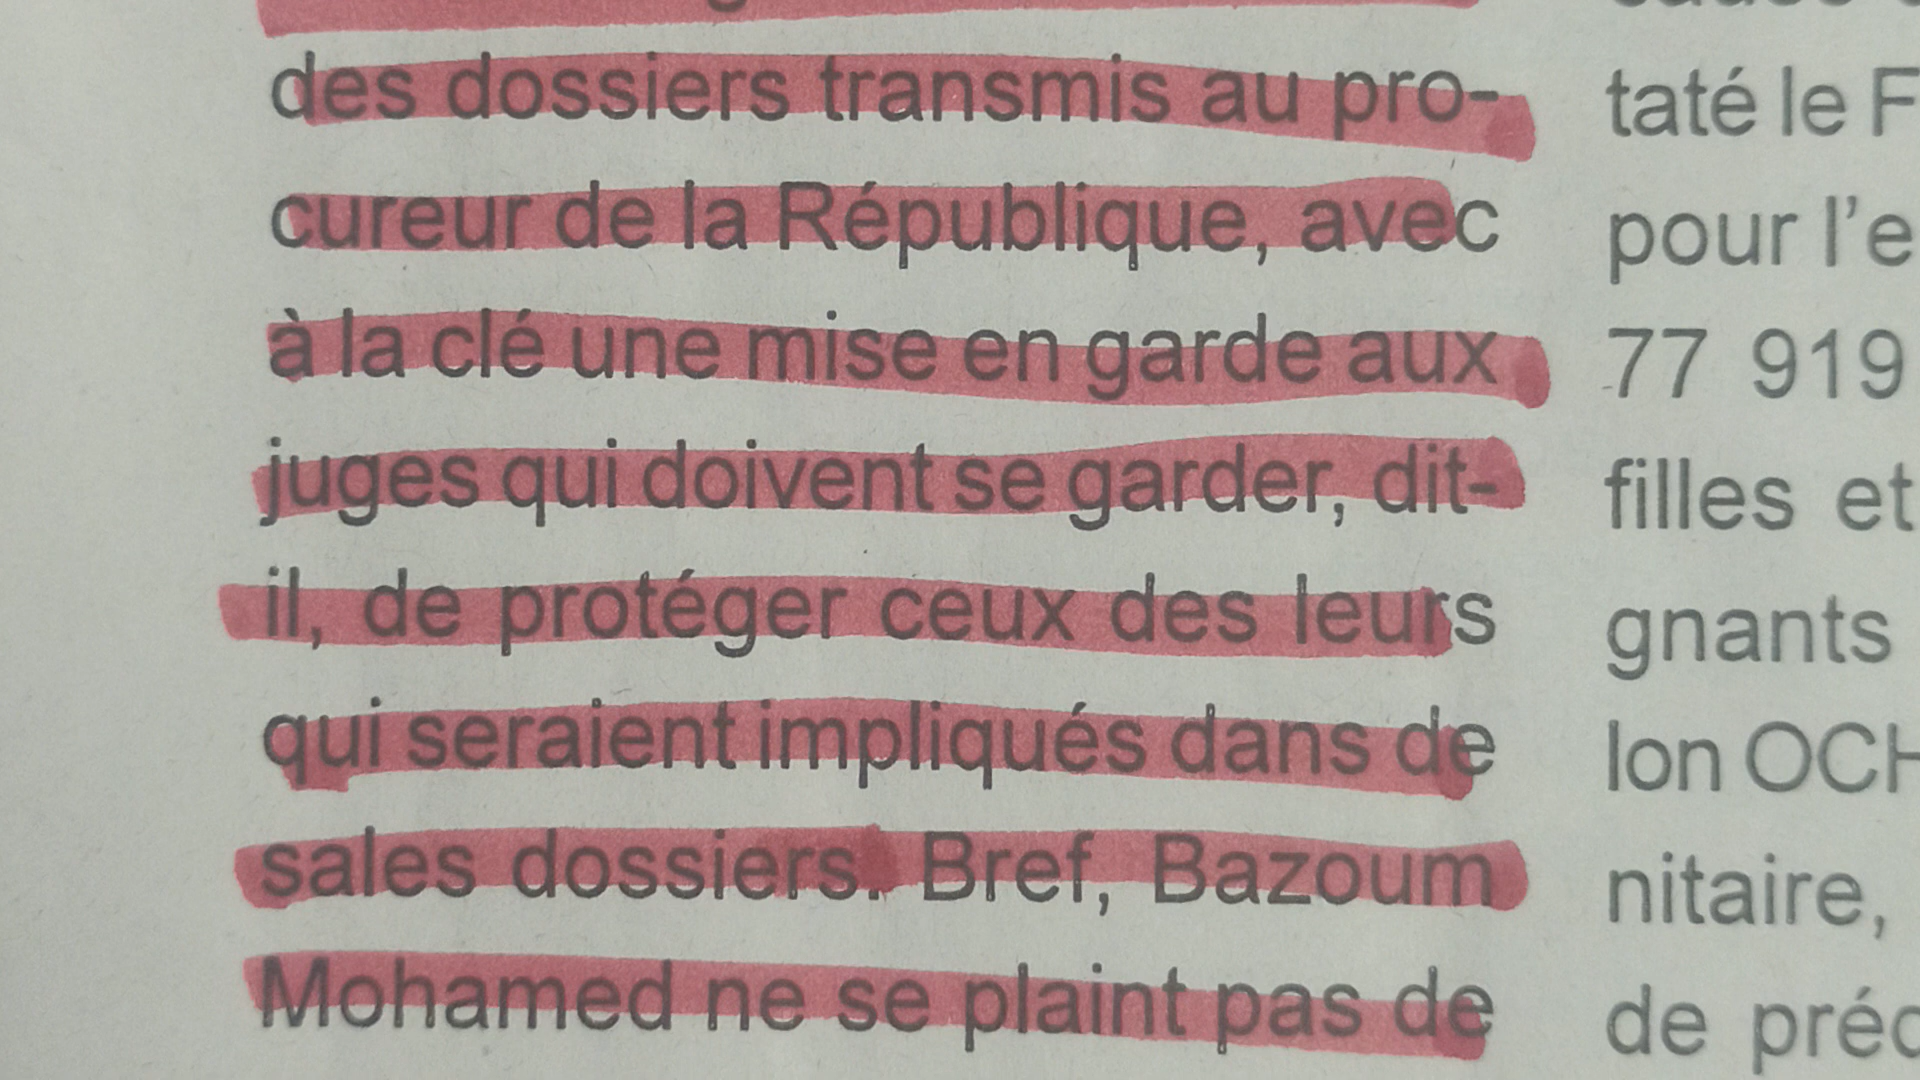 des dossiers transmis au pro-
cureur de la République, avec
à la clé une mise en garde aux
juges qui doivent se garder, dit-
il, de protéger ceux des leurs
qui seraient impliqués dans de
sales dossiers. Bref, Bazoum
Mohamed ne se plaint pas de
taté le
pour
77 919
filles et
gnants
lon
nitaire,
de